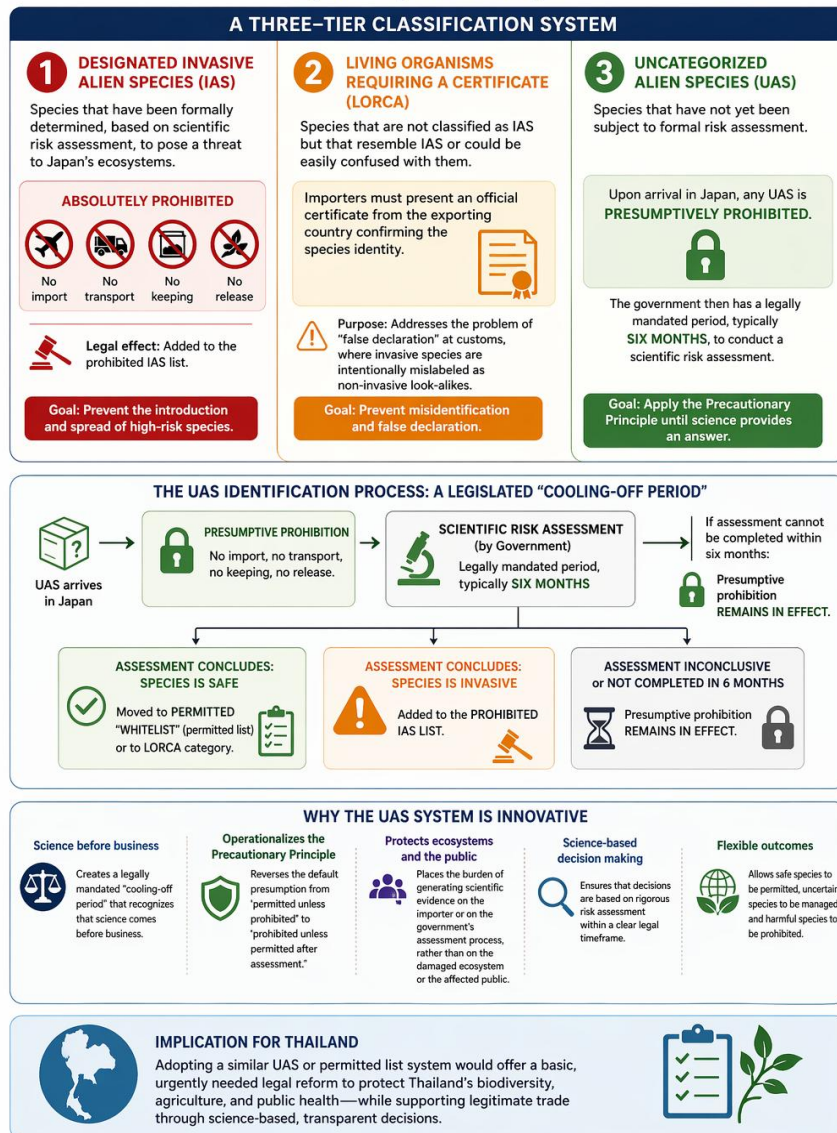 A THREE–TIER CLASSIFICATION SYSTEM
1
DESIGNATED INVASIVE
ALIEN SPECIES (IAS)
Species that have been formally
determined, based on scientific
risk assessment, to pose a threat
to Japan's ecosystems.
ABSOLUTELY PROHIBITED
No
import
No
transport
No
keeping
No
release
Legal effect: Added to the
prohibited IAS list.
Goal: Prevent the introduction
and spread of high-risk species.
2
LIVING ORGANISMS
REQUIRING A CERTIFICATE
(LORCA)
Species that are not classified as IAS
but that resemble IAS or could be
easily confused with them.
Importers must present an official
certificate from the exporting
country confirming the
species identity.
Purpose: Addresses the problem of
"false declaration" at customs,
where invasive species are
intentionally mislabeled as
non-invasive look-alikes.
Goal: Prevent misidentification
and false declaration.
3
UNCATEGORIZED
ALIEN SPECIES (UAS)
Species that have not yet been
subject to formal risk assessment.
Upon arrival in Japan, any UAS is
PRESUMPTIVELY PROHIBITED.
The government then has a legally
mandated period, typically
SIX MONTHS, to conduct a
scientific risk assessment.
Goal: Apply the Precautionary
Principle until science provides
an answer.
THE UAS IDENTIFICATION PROCESS: A LEGISLATED "COOLING-OFF PERIOD"
?
UAS arrives
in Japan
PRESUMPTIVE PROHIBITION
No import, no transport,
no keeping, no release.
SCIENTIFIC RISK ASSESSMENT
(by Government)
Legally mandated period,
typically SIX MONTHS
If assessment cannot
be completed within
six months:
Presumptive
prohibition
REMAINS IN EFFECT.
ASSESSMENT CONCLUDES:
SPECIES IS SAFE
Moved to PERMITTED
"WHITELIST" (permitted list)
or to LORCA category.
ASSESSMENT CONCLUDES:
SPECIES IS INVASIVE
Added to the PROHIBITED
IAS LIST.
ASSESSMENT INCONCLUSIVE
or NOT COMPLETED IN 6 MONTHS
Presumptive prohibition
REMAINS IN EFFECT.
WHY THE UAS SYSTEM IS INNOVATIVE
Science before business
Creates a legally
mandated "cooling-off
period" that recognizes
that science comes
before business.
Operationalizes the
Precautionary Principle
Reverses the default
presumption from
"permitted unless
prohibited" to
"prohibited unless
permitted after
assessment."
Protects ecosystems
and the public
Places the burden of
generating scientific
evidence on the
importer or on the
government's
assessment process,
rather than on the
damaged ecosystem
or the affected public.
Science-based
decision making
Ensures that decisions
are based on rigorous
risk assessment
within a clear legal
timeframe.
Flexible outcomes
Allows safe species to
be permitted, uncertain
species to be managed
and harmful species to
be prohibited.
IMPLICATION FOR THAILAND
Adopting a similar UAS or permitted list system would offer a basic,
urgently needed legal reform to protect Thailand's biodiversity,
agriculture, and public health—while supporting legitimate trade
through science-based, transparent decisions.